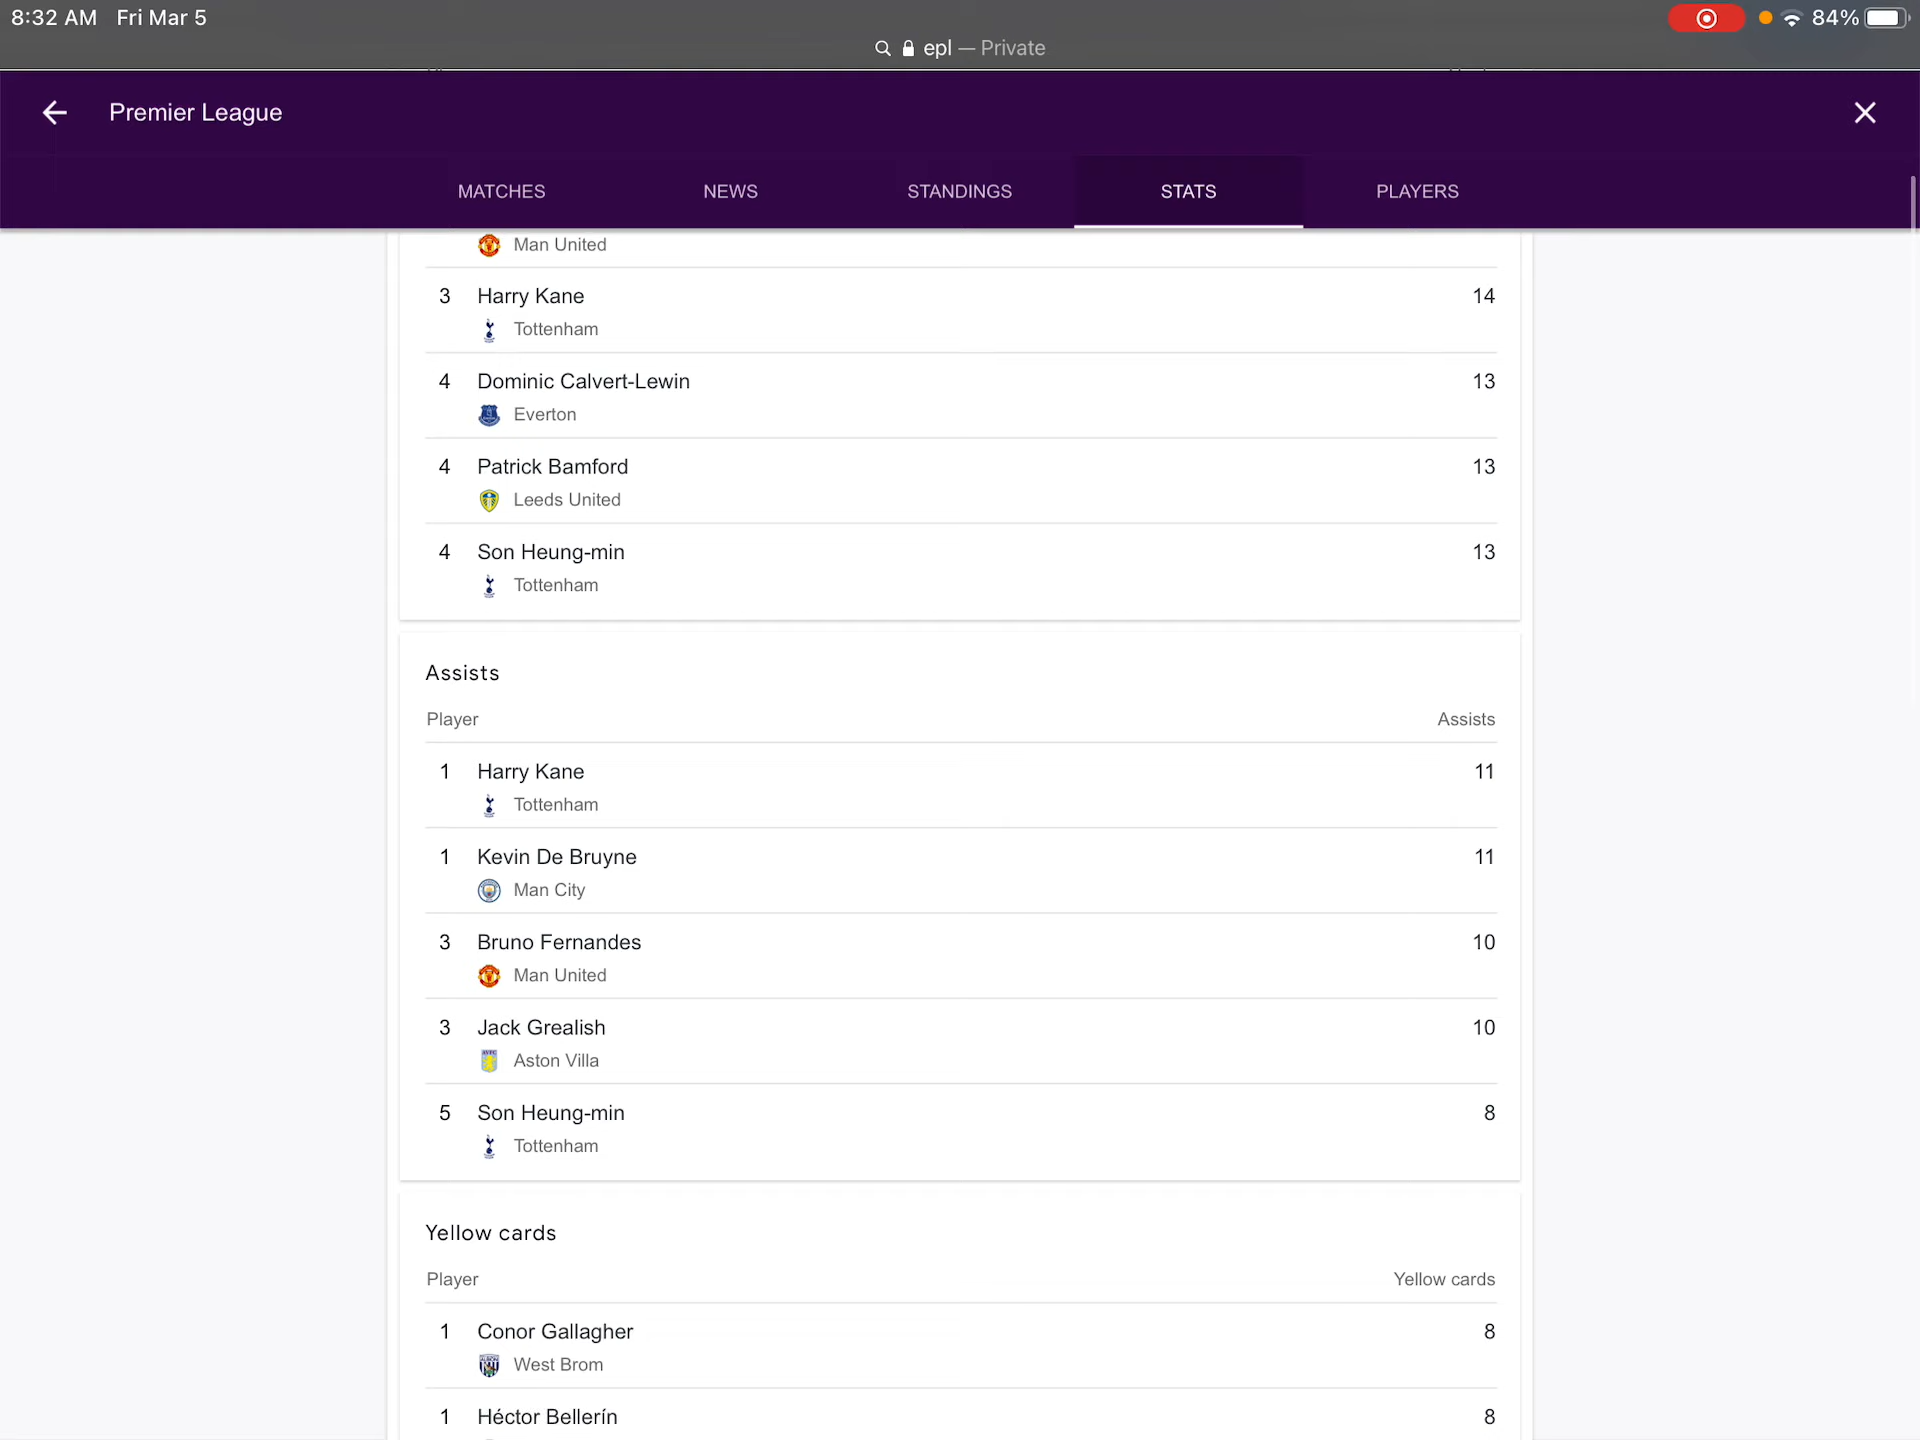 8:32 AM Fri Mar 5
84%
epl — Private
Premier League
MATCHES NEWS STANDINGS STATS PLAYERS
Man United
3 Harry Kane 14
Tottenham
4 Dominic Calvert-Lewin 13
Everton
4 Patrick Bamford 13
Leeds United
4 Son Heung-min 13
Tottenham
Assists
Player Assists
1 Harry Kane 11
Tottenham
1 Kevin De Bruyne 11
Man City
3 Bruno Fernandes 10
Man United
3 Jack Grealish 10
Aston Villa
5 Son Heung-min 8
Tottenham
Yellow cards
Player Yellow cards
1 Conor Gallagher 8
West Brom
1 Héctor Bellerín 8